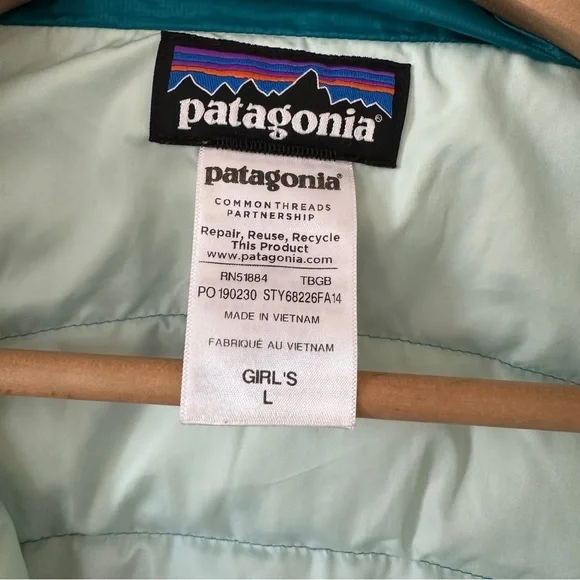 patagonia®
patagonia®
COMMONTHREADS
PARTNERSHIP
Repair, Reuse, Recycle
This Product
www.patagonia.com
RN51884 TBGB
PO 190230 STY68226FA14
MADE IN VIETNAM
FABRIQUÉ AU VIETNAM
GIRL'S
L